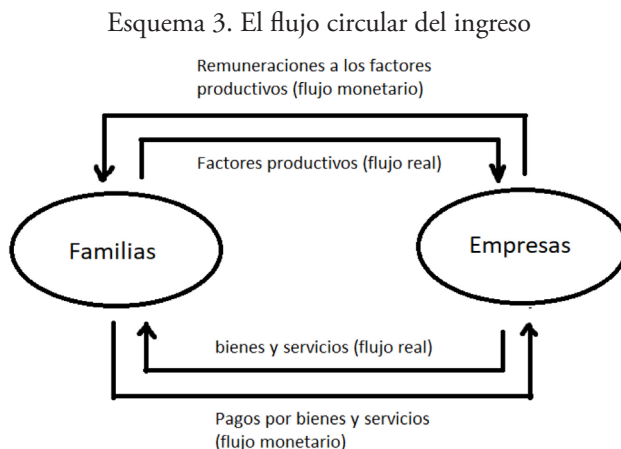 Esquema 3. El flujo circular del ingreso
Remuneraciones a los factores
productivos (flujo monetario)
Factores productivos (flujo real)
Familias
Empresas
bienes y servicios (flujo real)
Pagos por bienes y servicios
(flujo monetario)